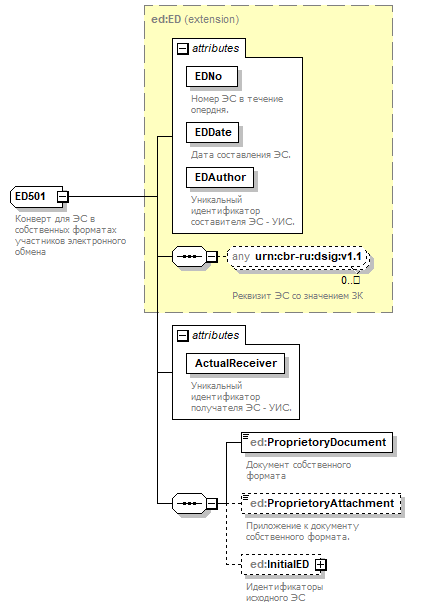 ed:ED (extension)
attributes
EDNo
Номер ЭС в течение
опердня.
EDDate
Дата составления ЭС.
EDAuthor
Уникальный
идентификатор
составителя ЭС - УИС.
ED501
Конверт для ЭС в
собственных форматах
участников электронного
обмена
any urn:cbr-ru:dsig:v1.1
0..□
Реквизит ЭС со значением ЗК
attributes
ActualReceiver
Уникальный
идентификатор
получателя ЭС - УИС.
ed:ProprietoryDocument
Документ собственного
формата
ed:ProprietoryAttachment
Приложение к документу
собственного формата.
ed:InitialED
Идентификаторы
исходного ЭС